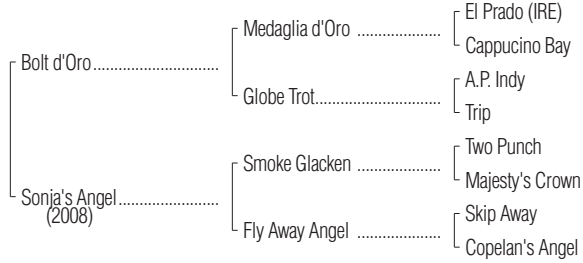 El Prado (IRE)
Medaglia d'Oro ....................
Cappucino Bay
Bolt d'Oro..............................
A.P. Indy
Globe Trot..............................
Trip
Two Punch
Smoke Glacken ....................
Majesty's Crown
Sonja's Angel........................
(2008)
Skip Away
Fly Away Angel ....................
Copelan's Angel